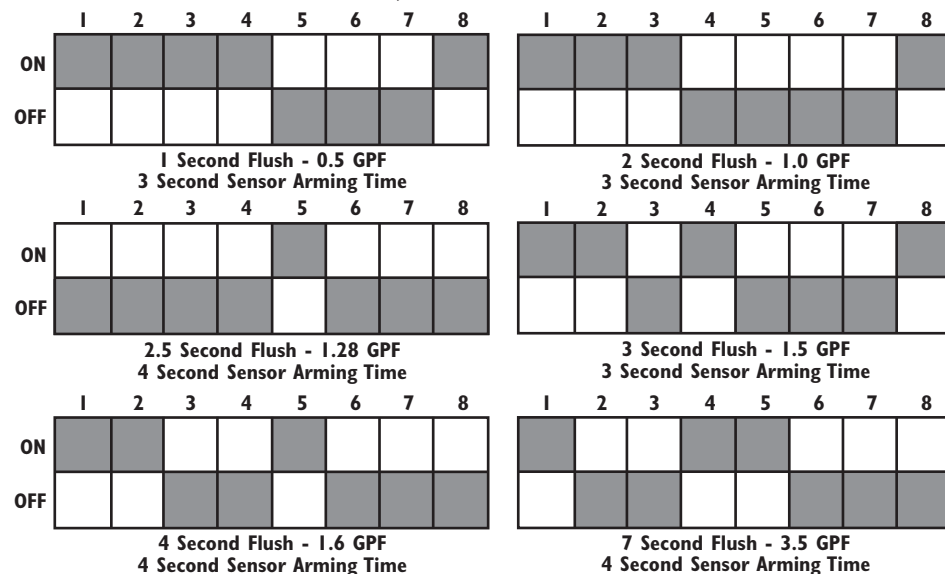 1 2 3 4 5 6 7 8
ON
OFF
1 Second Flush - 0.5 GPF
3 Second Sensor Arming Time
1 2 3 4 5 6 7 8
2 Second Flush - 1.0 GPF
3 Second Sensor Arming Time
1 2 3 4 5 6 7 8
ON
OFF
2.5 Second Flush - 1.28 GPF
4 Second Sensor Arming Time
1 2 3 4 5 6 7 8
3 Second Flush - 1.5 GPF
3 Second Sensor Arming Time
1 2 3 4 5 6 7 8
ON
OFF
4 Second Flush - 1.6 GPF
4 Second Sensor Arming Time
1 2 3 4 5 6 7 8
7 Second Flush - 3.5 GPF
4 Second Sensor Arming Time